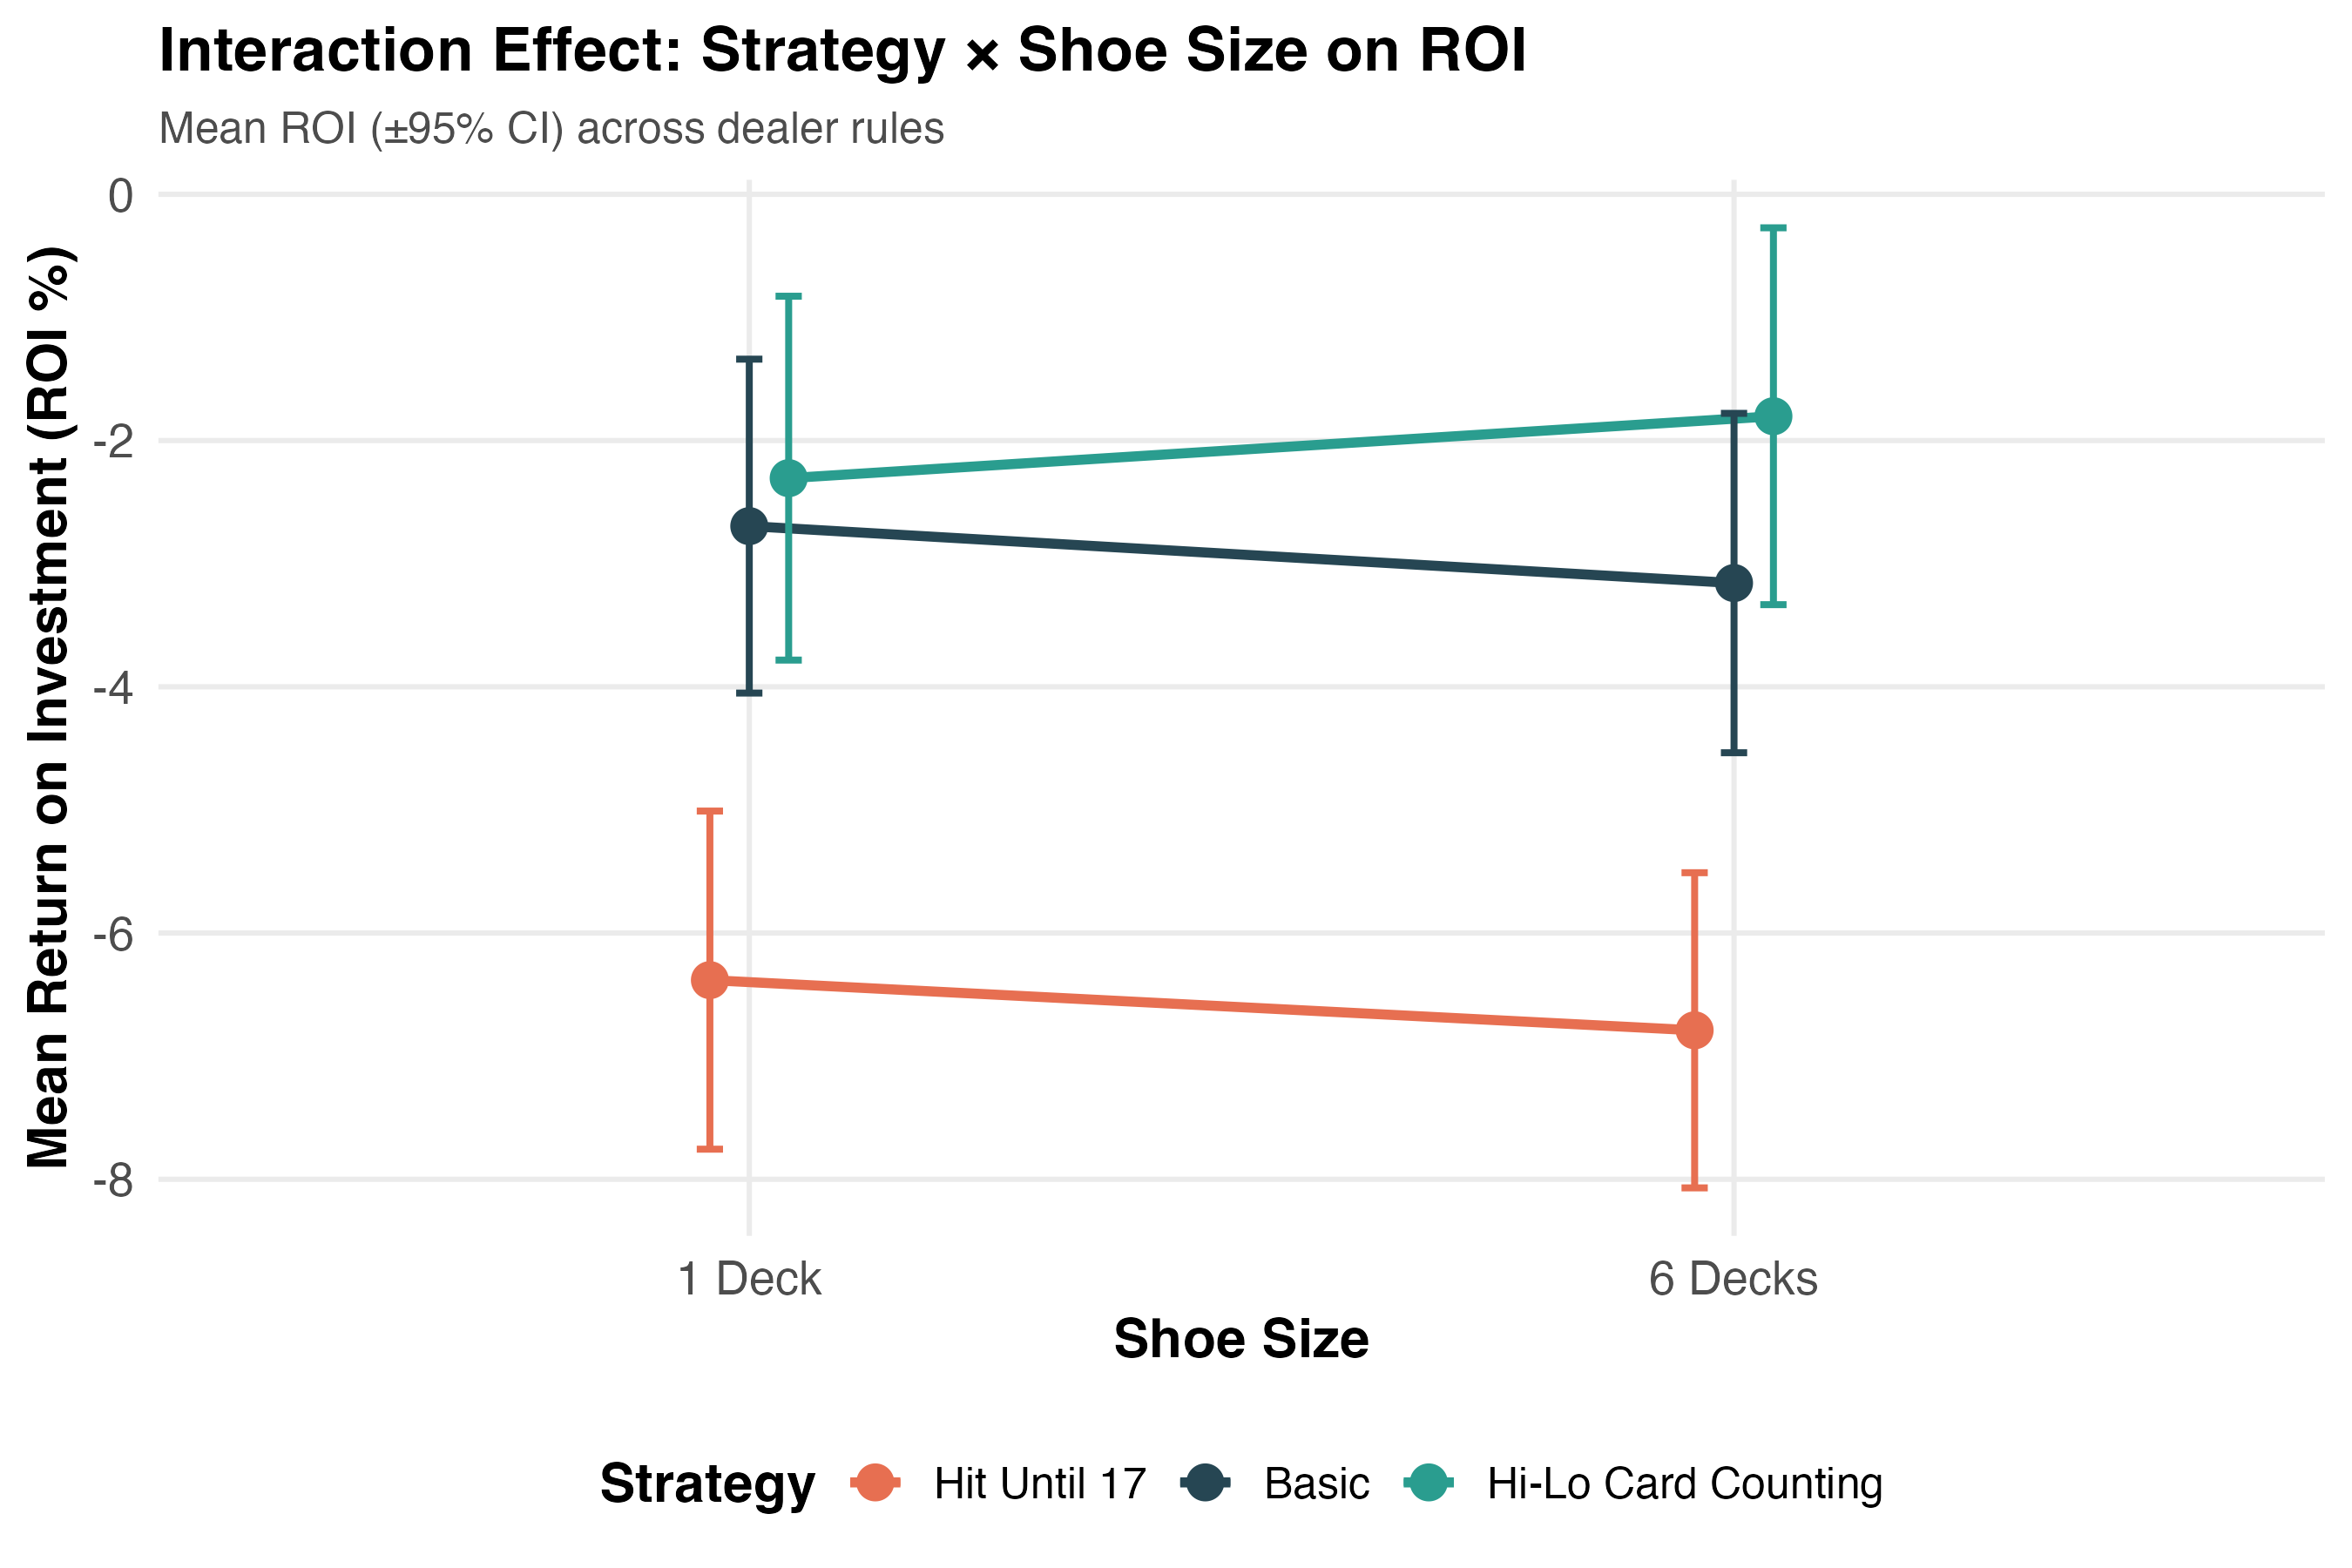 Interaction Effect: Strategy × Shoe Size on ROI
Mean ROI (±95% CI) across dealer rules
Mean Return on Investment (ROI %)
0
-2
-4
-6
-8
1 Deck
6 Decks
Shoe Size
Strategy
Hit Until 17
Basic
Hi-Lo Card Counting